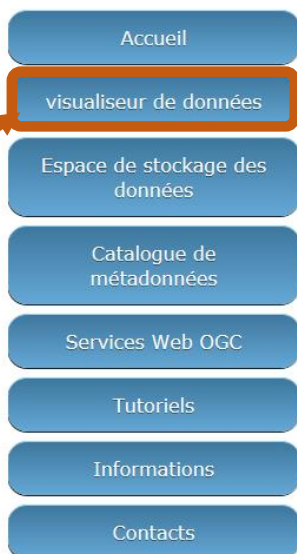 Accueil
visualiseur de données
Espace de stockage des
données
Catalogue de
métadonnées
Services Web OGC
Tutoriels
Informations
Contacts